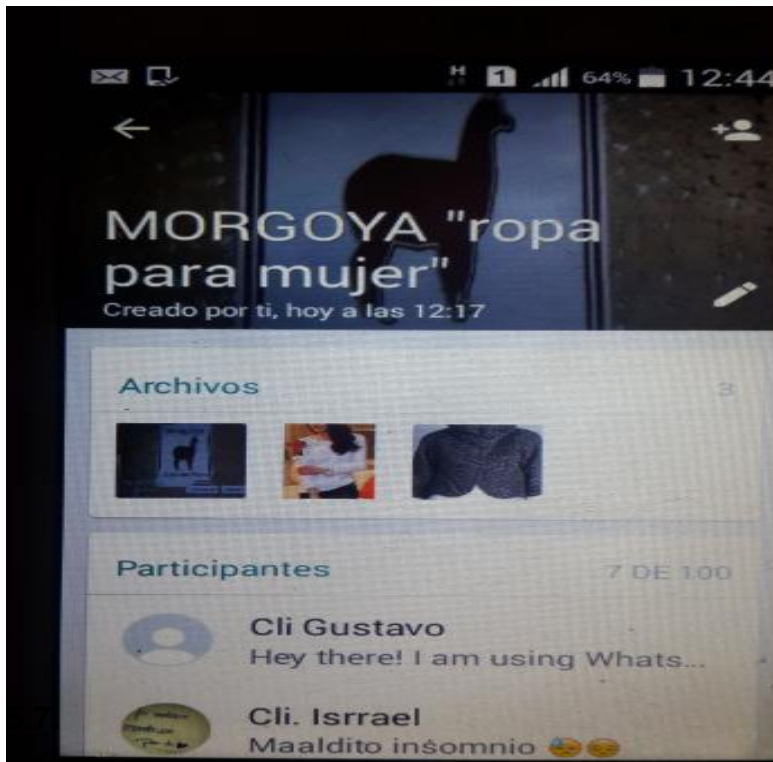 64% 12:44
MORGOYA "ropa
para mujer"
Creado por ti, hoy a las 12:17
Archivos 3
Participantes 7 DE 100
Cli Gustavo
Hey there! I am using Whats...
Cli. Isrrael
Maaldito insomnio 😓😔